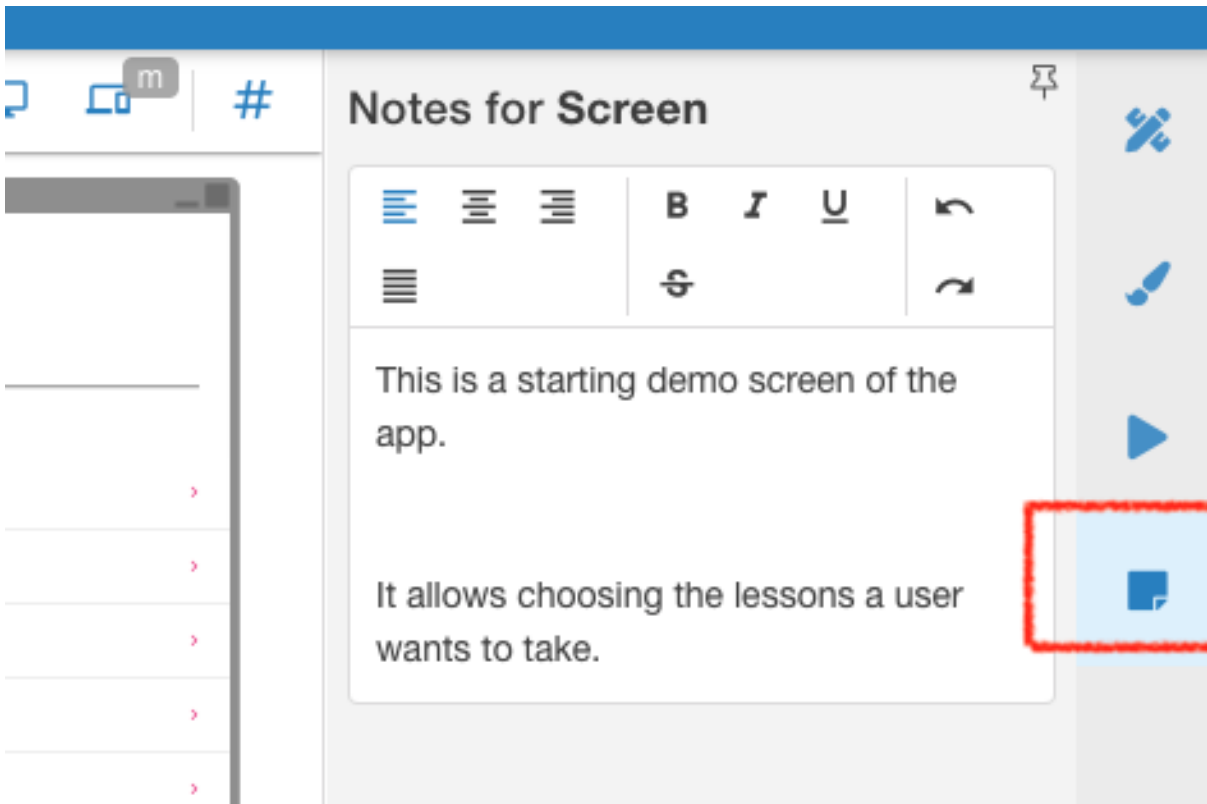 m
#
Notes for Screen
B I U
S
This is a starting demo screen of the
app.
It allows choosing the lessons a user
wants to take.